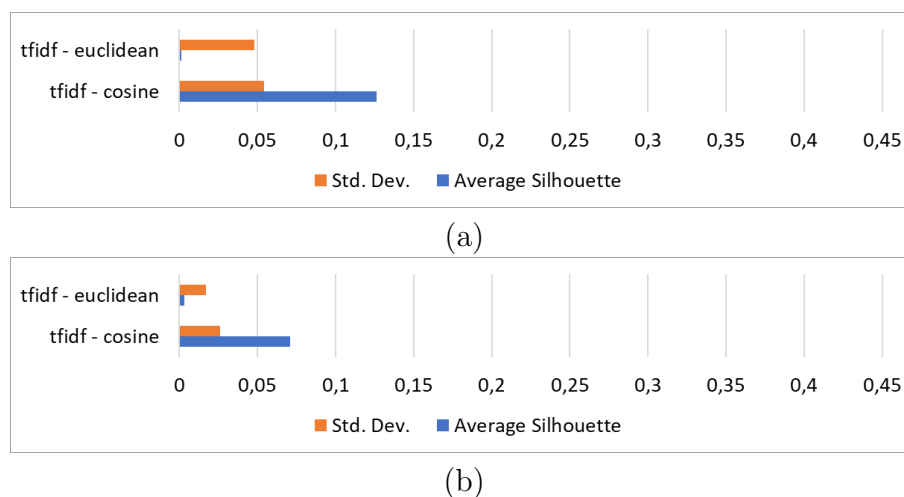 tfidf - euclidean
tfidf - cosine
0 0,05 0,1 0,15 0,2 0,25 0,3 0,35 0,4 0,45
Std. Dev. Average Silhouette
(a)
tfidf - euclidean
tfidf - cosine
0 0,05 0,1 0,15 0,2 0,25 0,3 0,35 0,4 0,45
Std. Dev. Average Silhouette
(b)